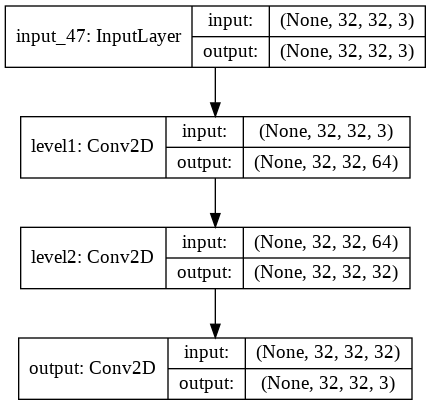 input_47: InputLayer
input: (None, 32, 32, 3)
output: (None, 32, 32, 3)
level1: Conv2D
input: (None, 32, 32, 3)
output: (None, 32, 32, 64)
level2: Conv2D
input: (None, 32, 32, 64)
output: (None, 32, 32, 32)
output: Conv2D
input: (None, 32, 32, 32)
output: (None, 32, 32, 3)